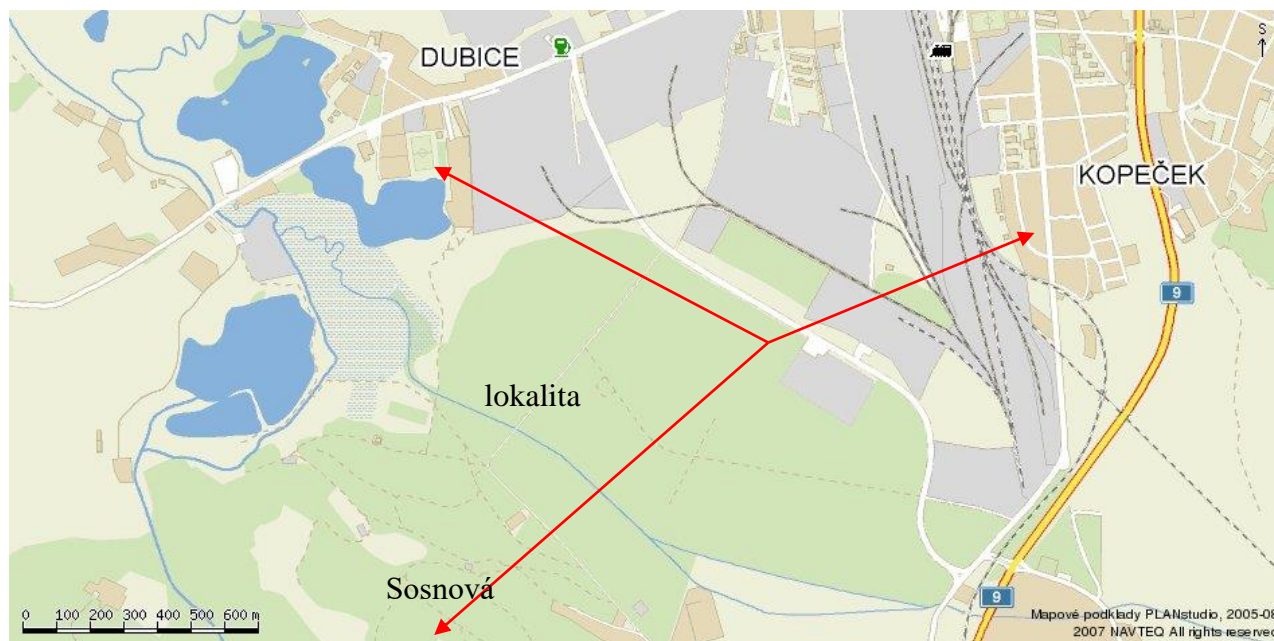 S
DUBICE
KOPEČEK
9
lokalita
Sosnová
9
0 100 200 300 400 500 600 m
Mapové podklady PLANstudio, 2005-08
2007 NAVTEQ All rights reserved